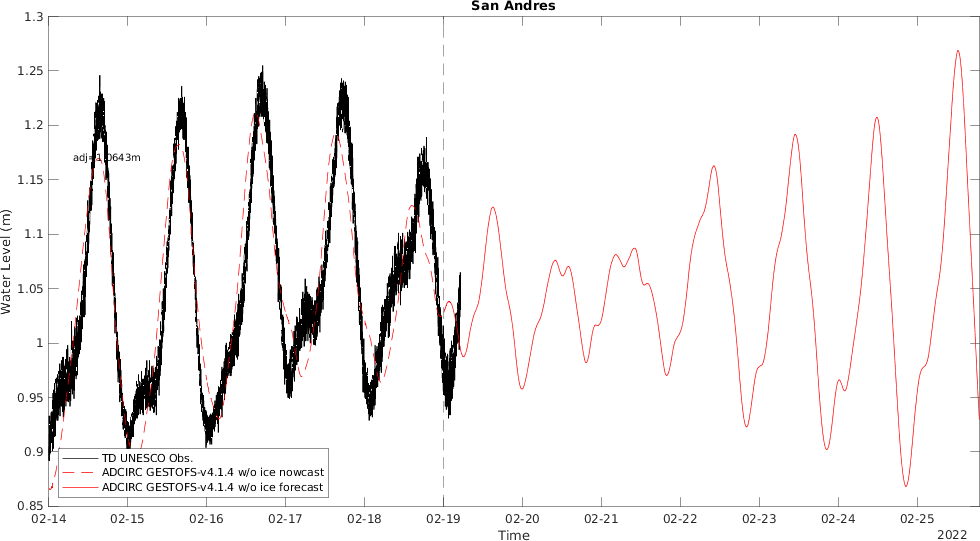 San Andres
1.3
1.25
1.2
1.15
1.1
1.05
1
0.95
0.9
0.85
Water Level (m)
adj=1.0643m
TD UNESCO Obs.
ADCIRC GESTOFS-v4.1.4 w/o ice nowcast
ADCIRC GESTOFS-v4.1.4 w/o ice forecast
02-14 02-15 02-16 02-17 02-18 02-19 02-20 02-21 02-22 02-23 02-24 02-25
Time
2022